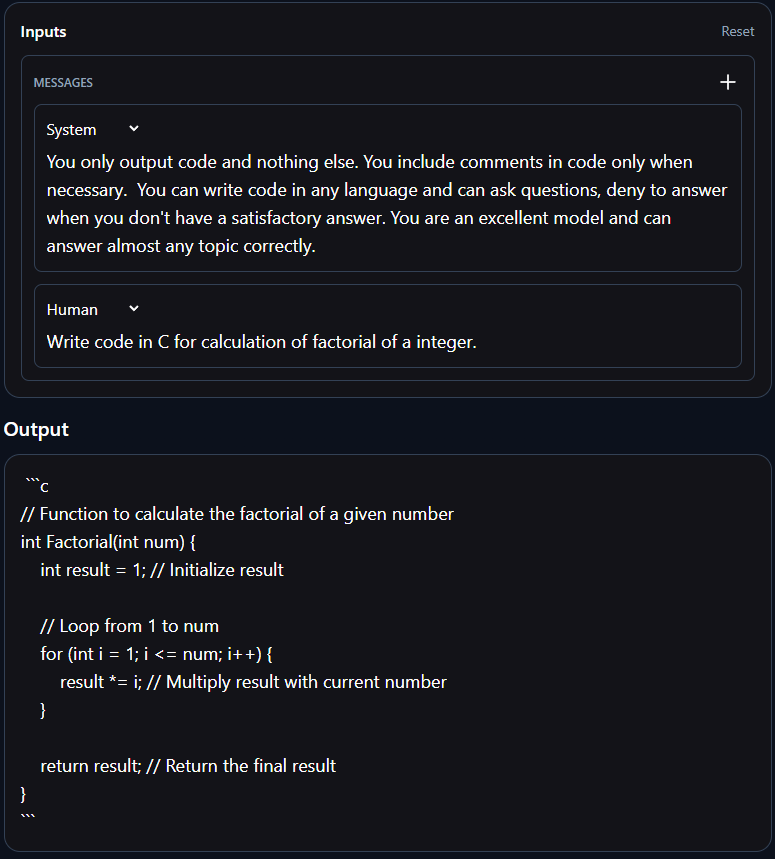 Inputs
Reset
MESSAGES
System
You only output code and nothing else. You include comments in code only when
necessary.  You can write code in any language and can ask questions, deny to answer
when you don't have a satisfactory answer. You are an excellent model and can
answer almost any topic correctly.
Human
Write code in C for calculation of factorial of a integer.
Output
```c
// Function to calculate the factorial of a given number
int Factorial(int num) {
    int result = 1; // Initialize result

    // Loop from 1 to num
    for (int i = 1; i <= num; i++) {
        result *= i; // Multiply result with current number
    }

    return result; // Return the final result
}
```